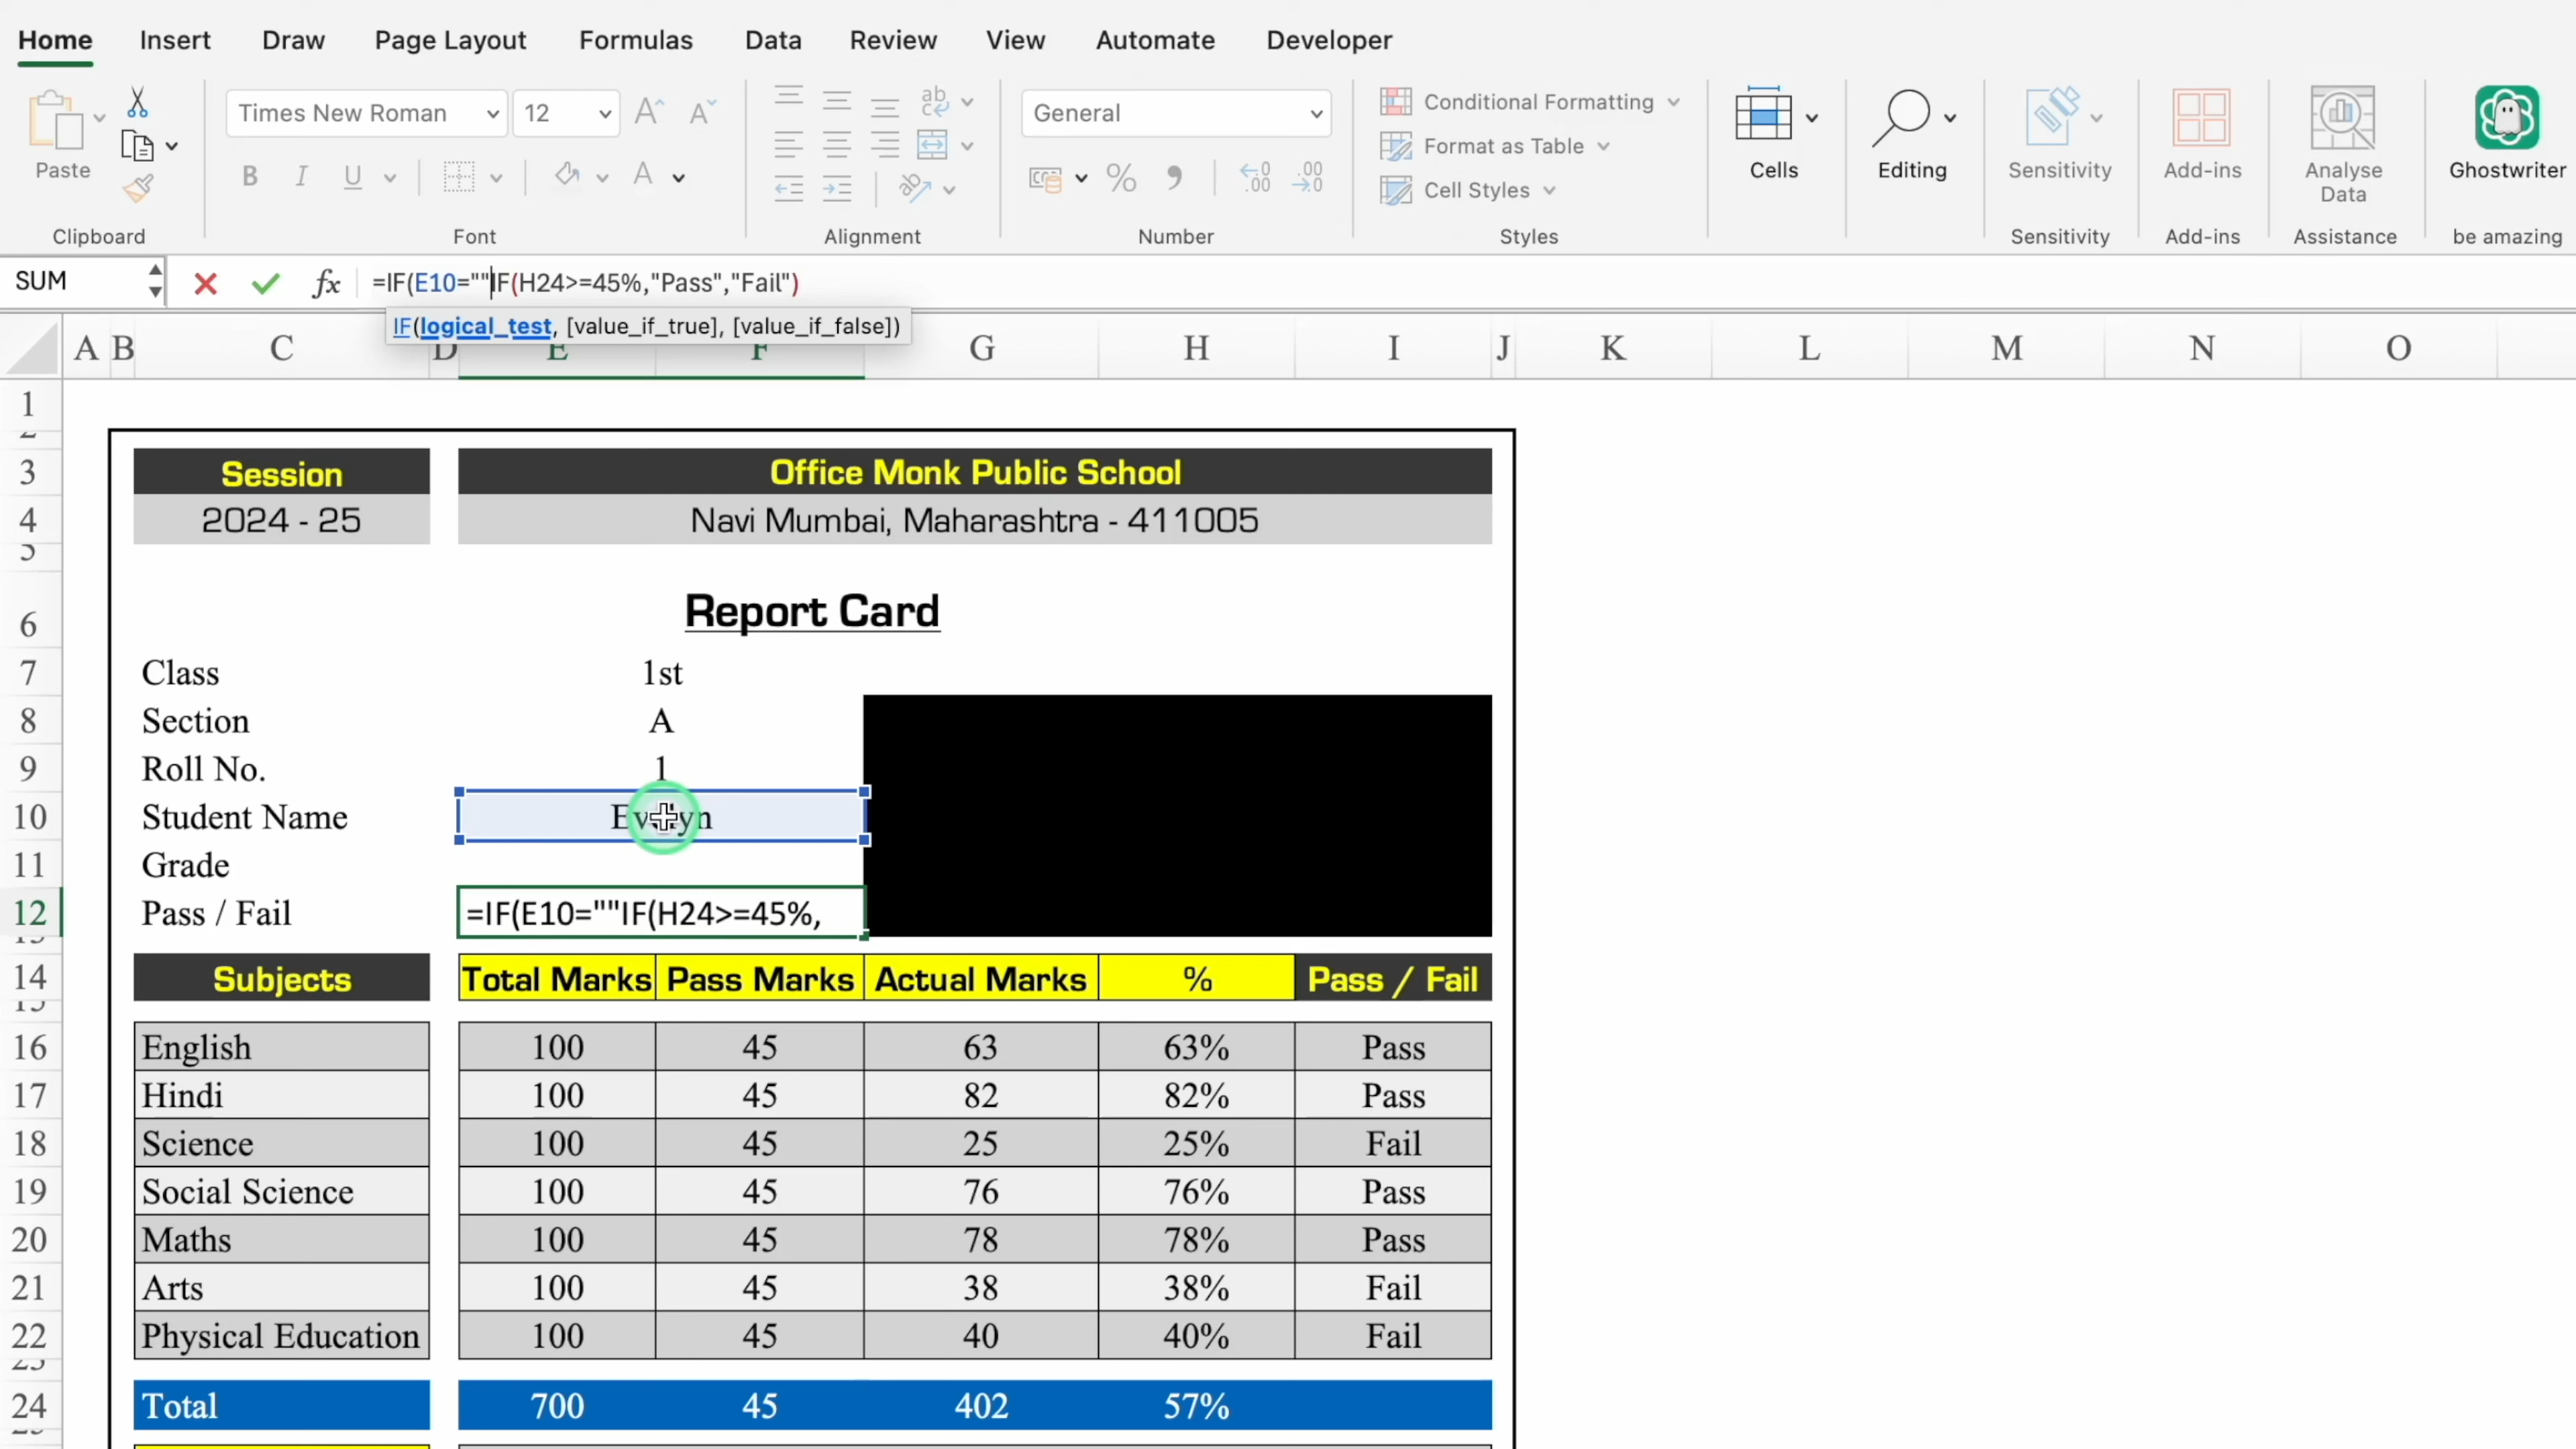 Home Insert Draw Page Layout Formulas Data Review View Automate Developer
Times New Roman 12 General Conditional Formatting
Format as Table
Paste B I U A % Cell Styles Cells Editing Sensitivity Add-ins Analyse Data Ghostwriter
Clipboard Font Alignment Number Styles Sensitivity Add-ins Assistance be amazing
SUM fx =IF(E10=""IF(H24>=45%,"Pass","Fail")
IF(logical_test, [value_if_true], [value_if_false])
A B C D E F G H I J K L M N O
1
2
3 Session Office Monk Public School
4 2024 - 25 Navi Mumbai, Maharashtra - 411005
5
6 Report Card
7 Class 1st
8 Section A
9 Roll No. 1
10 Student Name
11 Grade
12 Pass / Fail =IF(E10=""IF(H24>=45%,
14 Subjects Total Marks Pass Marks Actual Marks % Pass / Fail
16 English 100 45 63 63% Pass
17 Hindi 100 45 82 82% Pass
18 Science 100 45 25 25% Fail
19 Social Science 100 45 76 76% Pass
20 Maths 100 45 78 78% Pass
21 Arts 100 45 38 38% Fail
22 Physical Education 100 45 40 40% Fail
24 Total 700 45 402 57%